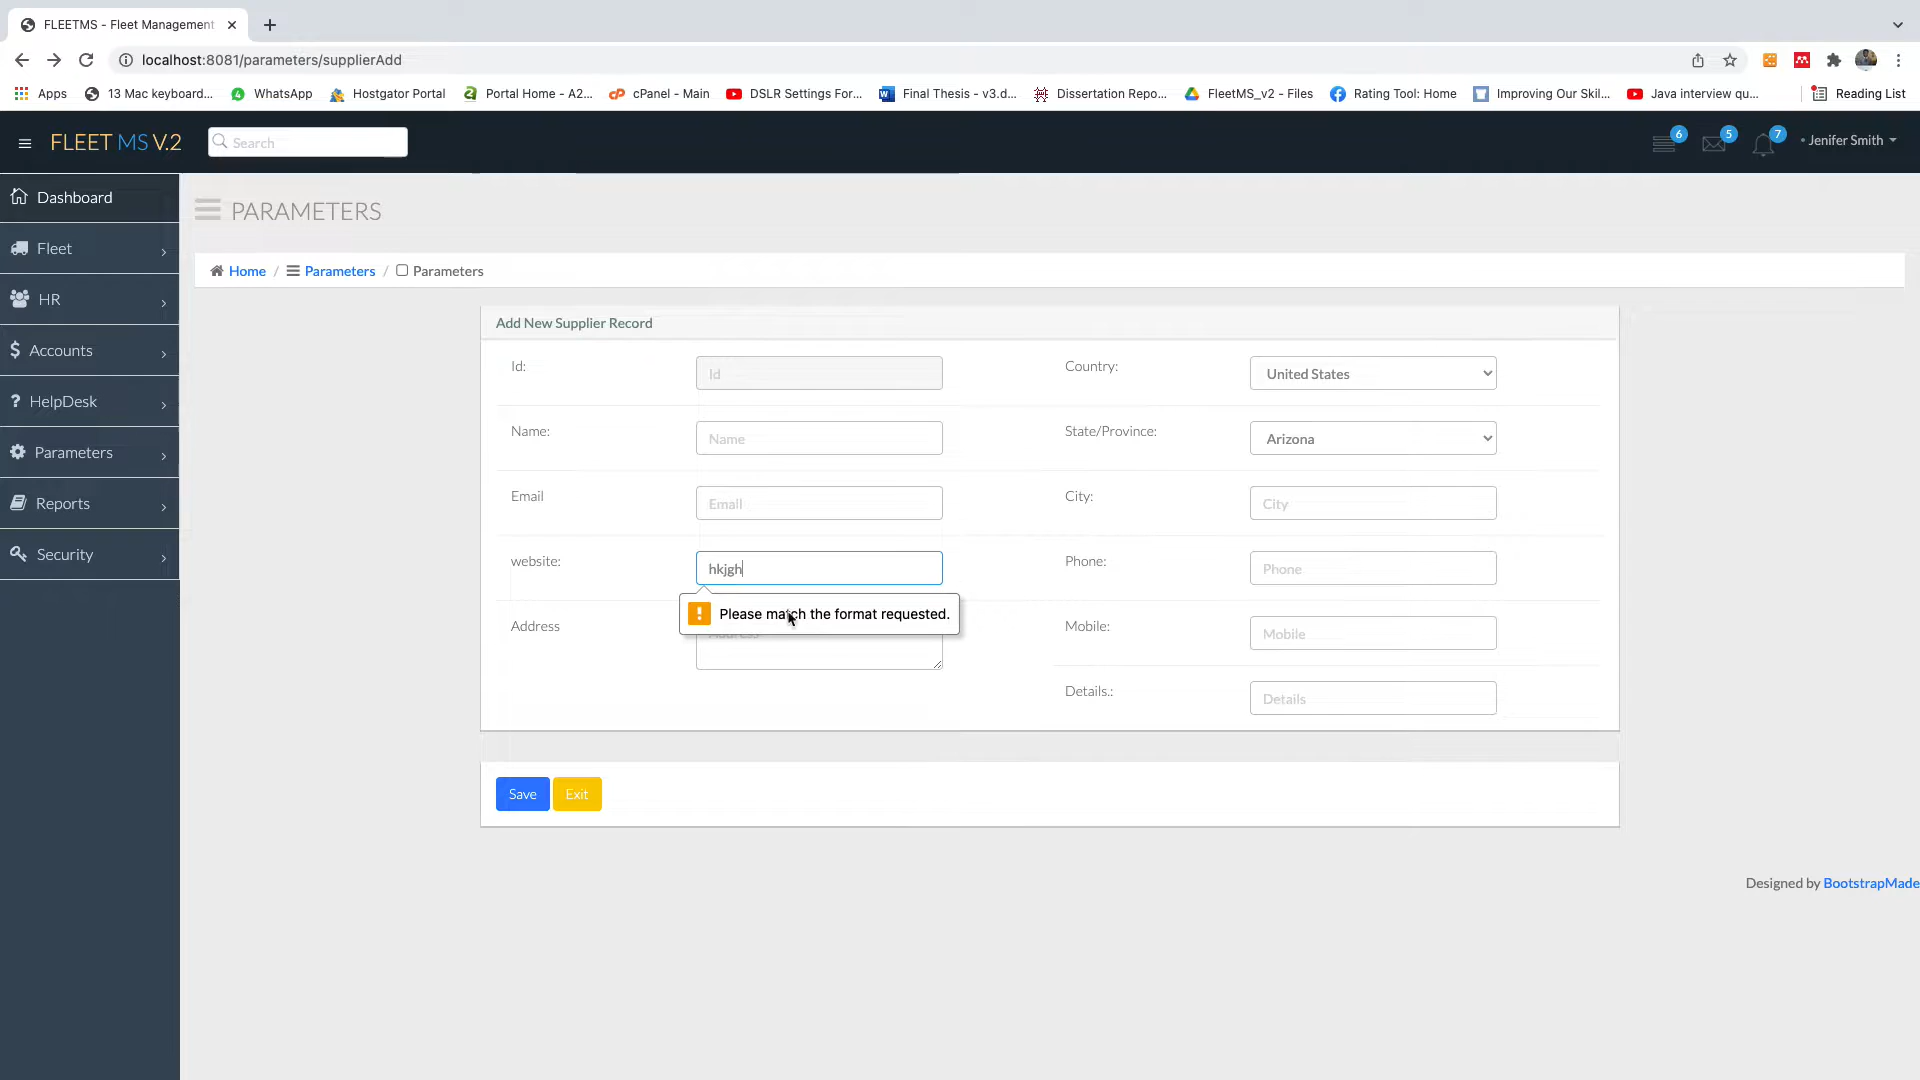 FLEETMS - Fleet Management
localhost:8081/parameters/supplierAdd
Apps 13 Mac keyboard... WhatsApp Hostgator Portal Portal Home - A2... cPanel - Main DSLR Settings For... Final Thesis - v3.d... Dissertation Repo... FleetMS_v2 - Files Rating Tool: Home Improving Our Skil... Java interview qu... Reading List
FLEET MS V.2 Search 6 5 7 Jenifer Smith
Dashboard
Fleet
HR
Accounts
HelpDesk
Parameters
Reports
Security
PARAMETERS
Home / Parameters / Parameters
Add New Supplier Record
Id: Id Country: United States
Name: Name State/Province: Arizona
Email Email City: City
website: hkjgh Phone: Phone
Please match the format requested.
Address Address Mobile: Mobile
Details.: Details
Save Exit
Designed by BootstrapMade